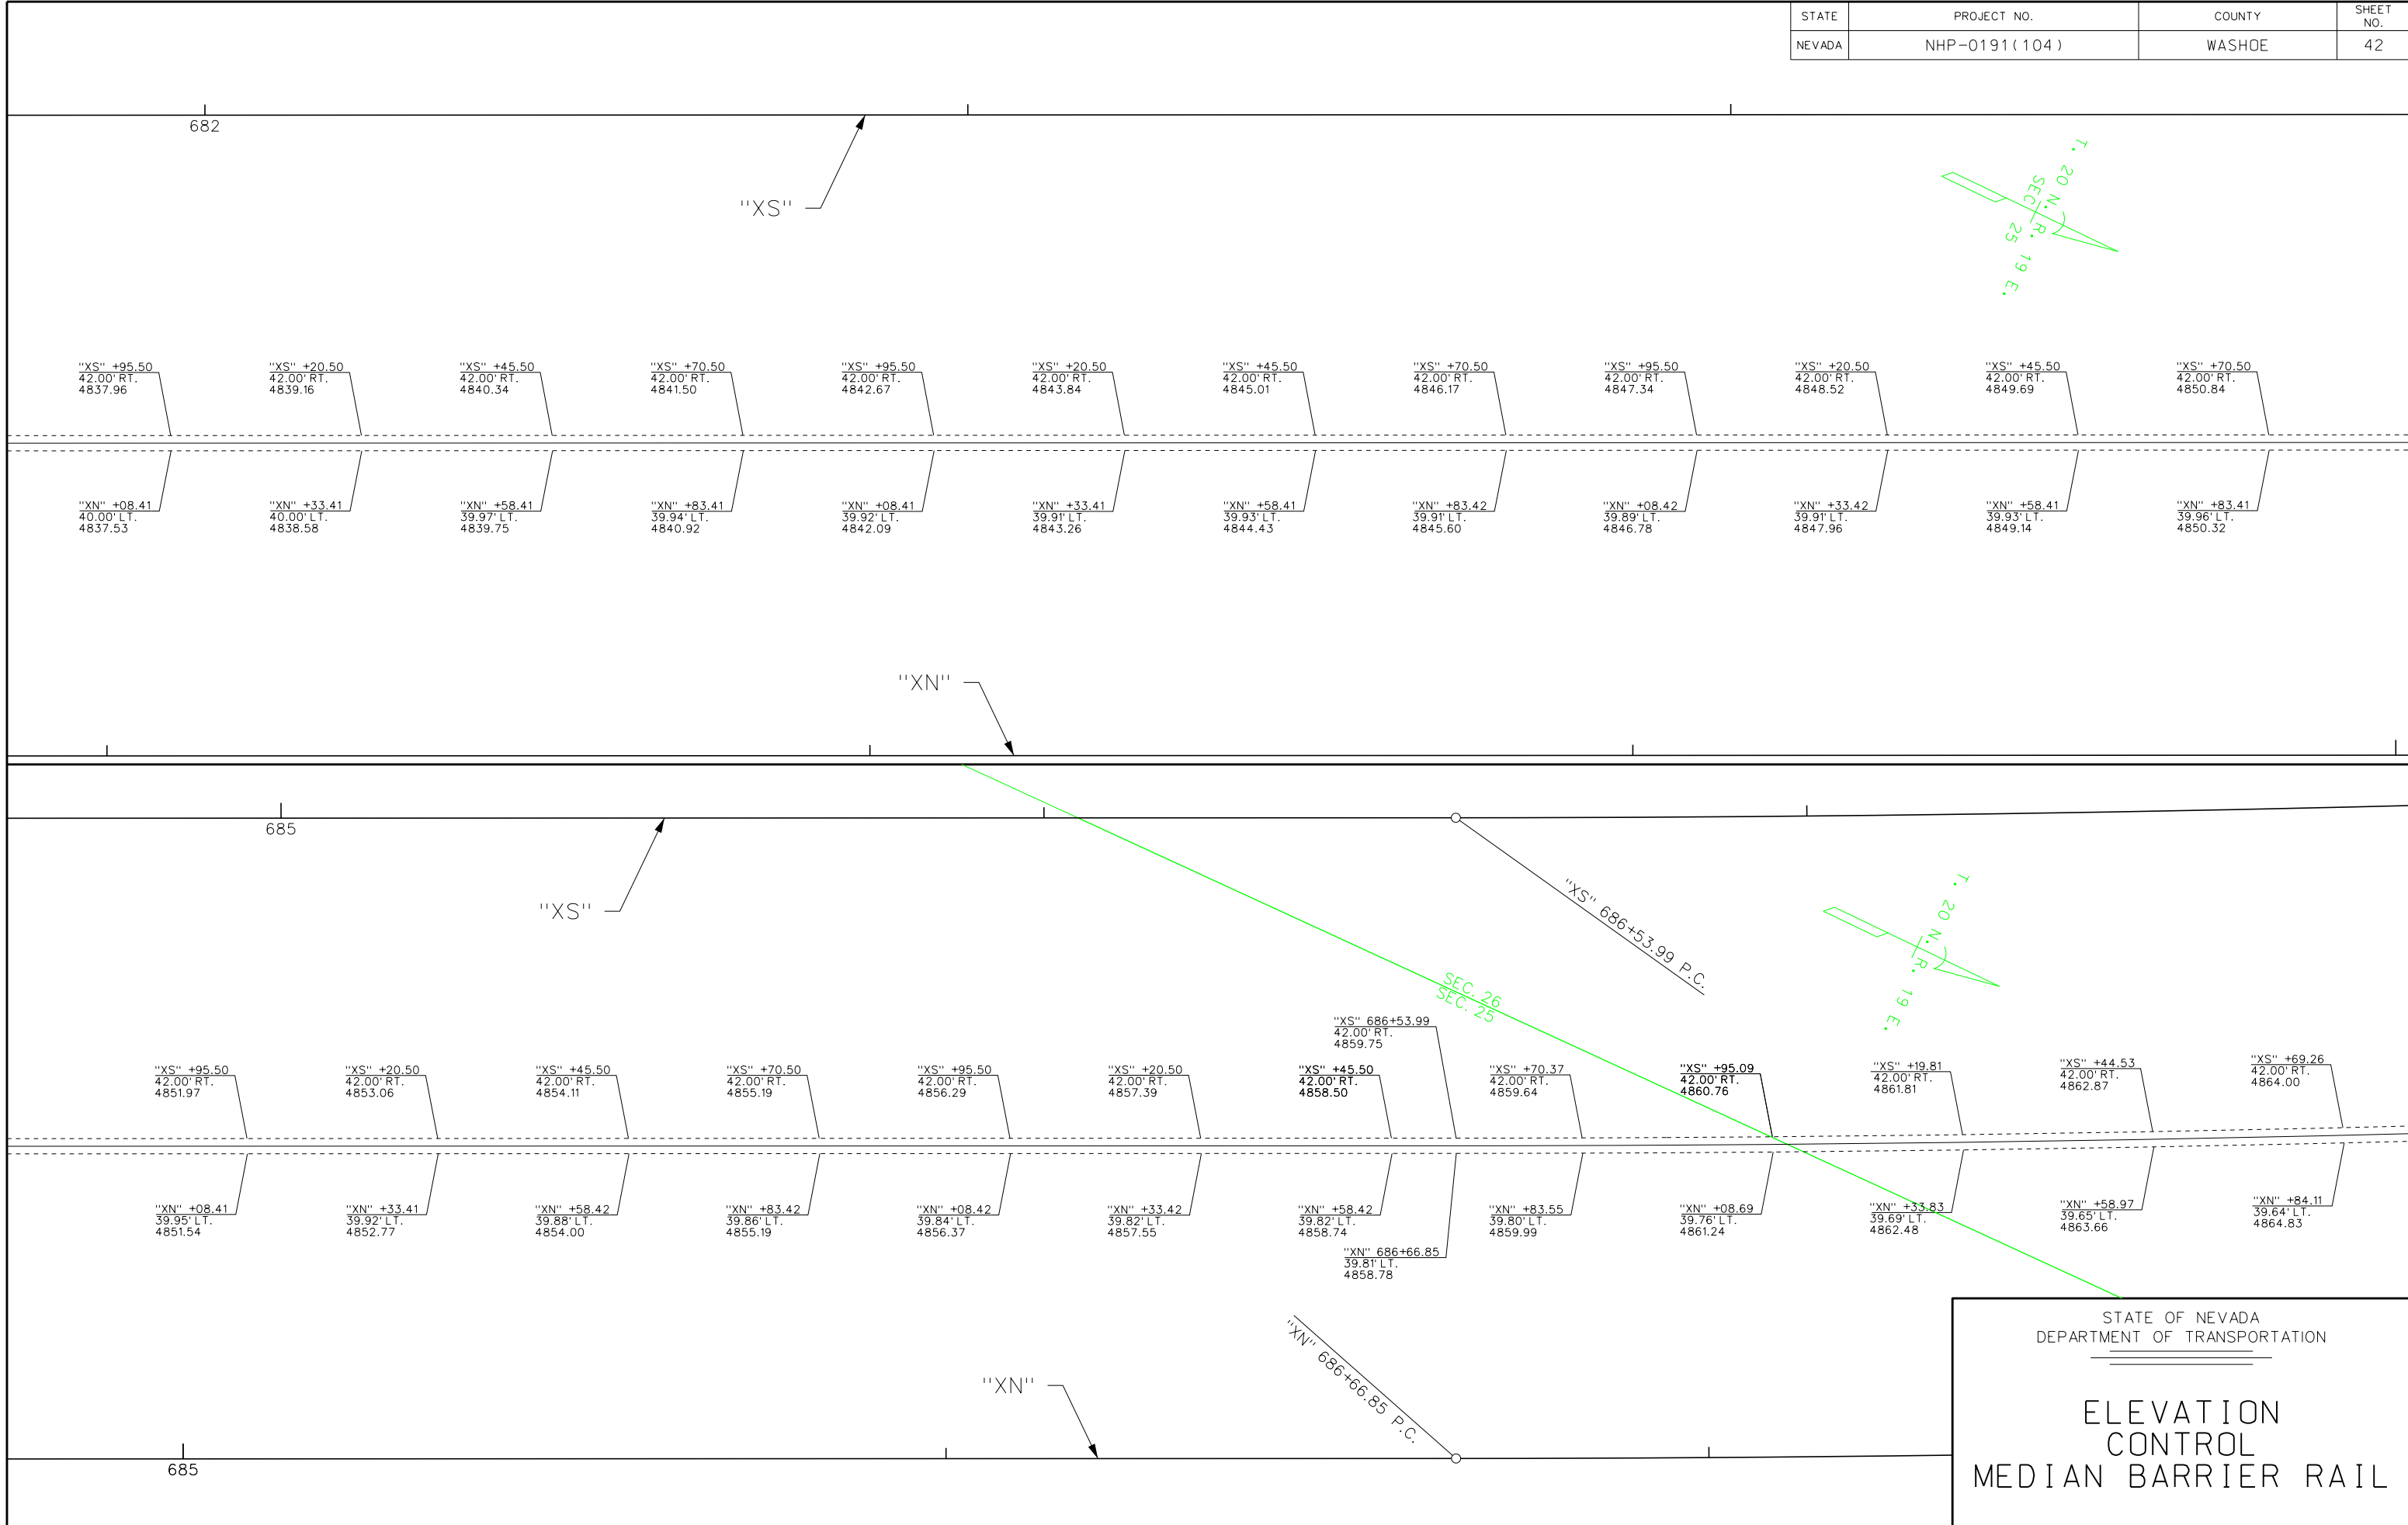 STATE PROJECT NO. COUNTY SHEET NO.
NEVADA NHP-0191(104) WASHOE 42
682
"XS"
T. 20 N. R. 19 E.
SEC. 25
"XS" +95.50
42.00' RT.
4837.96
"XS" +20.50
42.00' RT.
4839.16
"XS" +45.50
42.00' RT.
4840.34
"XS" +70.50
42.00' RT.
4841.50
"XS" +95.50
42.00' RT.
4842.67
"XS" +20.50
42.00' RT.
4843.84
"XS" +45.50
42.00' RT.
4845.01
"XS" +70.50
42.00' RT.
4846.17
"XS" +95.50
42.00' RT.
4847.34
"XS" +20.50
42.00' RT.
4848.52
"XS" +45.50
42.00' RT.
4849.69
"XS" +70.50
42.00' RT.
4850.84
"XN" +08.41
40.00' LT.
4837.53
"XN" +33.41
40.00' LT.
4838.58
"XN" +58.41
39.97' LT.
4839.75
"XN" +83.41
39.94' LT.
4840.92
"XN" +08.41
39.92' LT.
4842.09
"XN" +33.41
39.91' LT.
4843.26
"XN" +58.41
39.93' LT.
4844.43
"XN" +83.42
39.91' LT.
4845.60
"XN" +08.42
39.89' LT.
4846.78
"XN" +33.42
39.91' LT.
4847.96
"XN" +58.41
39.93' LT.
4849.14
"XN" +83.41
39.96' LT.
4850.32
"XN"
685
"XS"
"XS" 686+53.99 P.C.
T. 20 N. R. 19 E.
SEC. 26
SEC. 25
"XS" 686+53.99
42.00' RT.
4859.75
"XS" +95.50
42.00' RT.
4851.97
"XS" +20.50
42.00' RT.
4853.06
"XS" +45.50
42.00' RT.
4854.11
"XS" +70.50
42.00' RT.
4855.19
"XS" +95.50
42.00' RT.
4856.29
"XS" +20.50
42.00' RT.
4857.39
"XS" +45.50
42.00' RT.
4858.50
"XS" +70.37
42.00' RT.
4859.64
"XS" +95.09
42.00' RT.
4860.76
"XS" +19.81
42.00' RT.
4861.81
"XS" +44.53
42.00' RT.
4862.87
"XS" +69.26
42.00' RT.
4864.00
"XN" +08.41
39.95' LT.
4851.54
"XN" +33.41
39.92' LT.
4852.77
"XN" +58.42
39.88' LT.
4854.00
"XN" +83.42
39.86' LT.
4855.19
"XN" +08.42
39.84' LT.
4856.37
"XN" +33.42
39.82' LT.
4857.55
"XN" +58.42
39.82' LT.
4858.74
"XN" +83.55
39.80' LT.
4859.99
"XN" +08.69
39.76' LT.
4861.24
"XN" +33.83
39.69' LT.
4862.48
"XN" +58.97
39.65' LT.
4863.66
"XN" +84.11
39.64' LT.
4864.83
"XN" 686+66.85
39.81' LT.
4858.78
"XN" 686+66.85 P.C.
"XN"
685
STATE OF NEVADA
DEPARTMENT OF TRANSPORTATION
ELEVATION
CONTROL
MEDIAN BARRIER RAIL